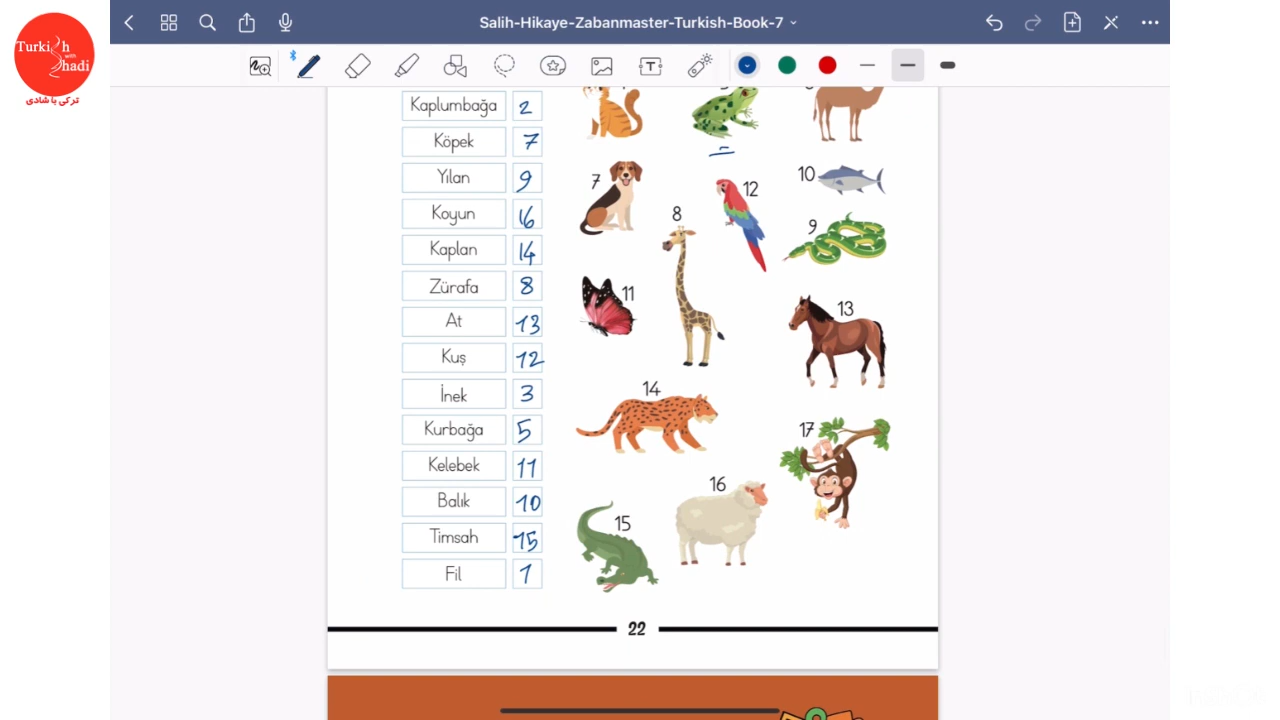 Turkish
with
Shadi
ترکی با شادی
Salih-Hikaye-Zabanmaster-Turkish-Book-7
T
Kaplumbağa 2
Köpek 7
Yılan 9
Koyun 16
Kaplan 14
Zürafa 8
At 13
Kuş 12
İnek 3
Kurbağa 5
Kelebek 11
Balık 10
Timsah 15
Fil 1
7
12
10
8
9
11
13
14
17
16
15
22